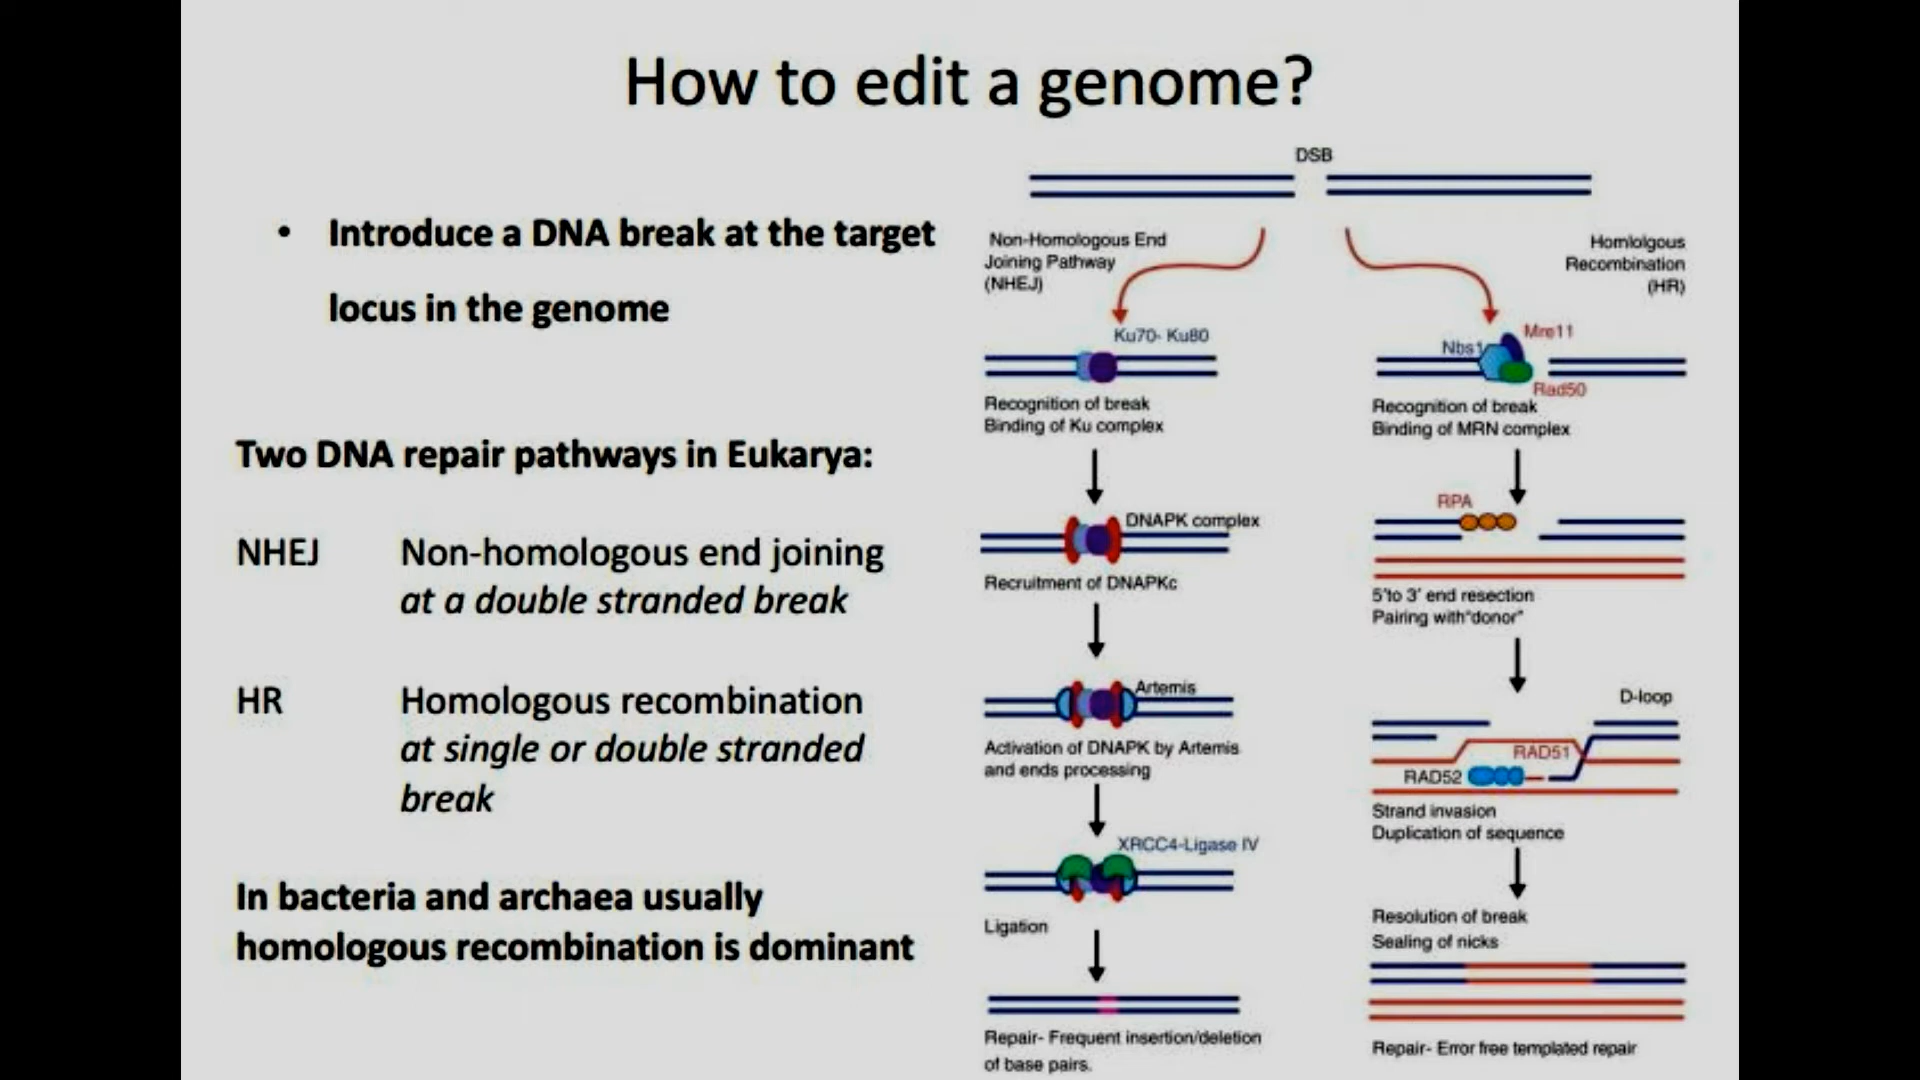 How to edit a genome?
• Introduce a DNA break at the target
locus in the genome
Two DNA repair pathways in Eukarya:
NHEJ Non-homologous end joining
at a double stranded break
HR Homologous recombination
at single or double stranded
break
In bacteria and archaea usually
homologous recombination is dominant
DSB
Non-Homologous End
Joining Pathway
(NHEJ)
Ku70- Ku80
Recognition of break
Binding of Ku complex
DNAPK complex
Recruitment of DNAPKc
Artemis
Activation of DNAPK by Artemis
and ends processing
XRCC4-Ligase IV
Ligation
Repair- Frequent insertion/deletion
of base pairs.
Homlolgous
Recombination
(HR)
Mre11
Nbs1
Rad50
Recognition of break
Binding of MRN complex
RPA
5'to 3' end resection
Pairing with"donor"
D-loop
RAD51
RAD52
Strand invasion
Duplication of sequence
Resolution of break
Sealing of nicks
Repair- Error free templated repair